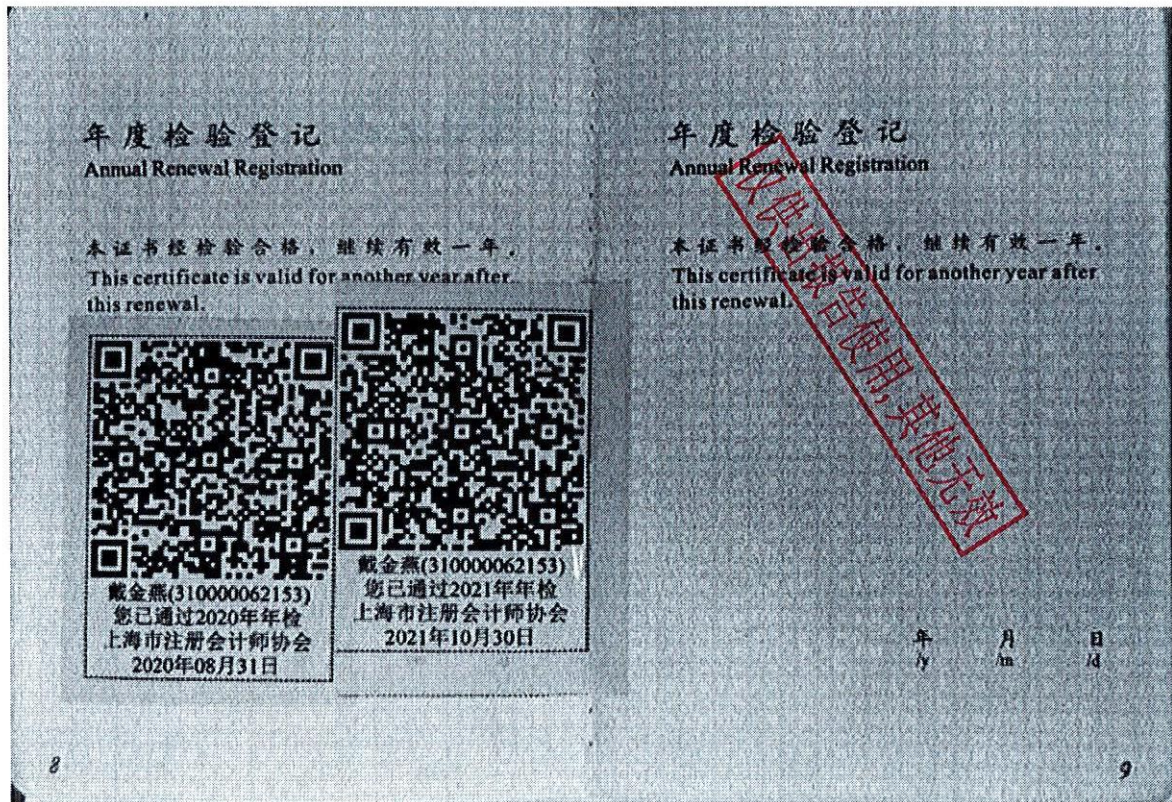 年度检验登记
Annual Renewal Registration
本证书经检验合格，继续有效一年．
This certificate is valid for another year after
this renewal.
戴金燕(310000062153)
您已通过2020年年检
上海市注册会计师协会
2020年08月31日
戴金燕(310000062153)
您已通过2021年年检
上海市注册会计师协会
2021年10月30日
8
年度检验登记
Annual Renewal Registration
本证书经检验合格，继续有效一年．
This certificate is valid for another year after
this renewal.
仅供出报告使用,其他无效
年 月 日
/y /m /d
9